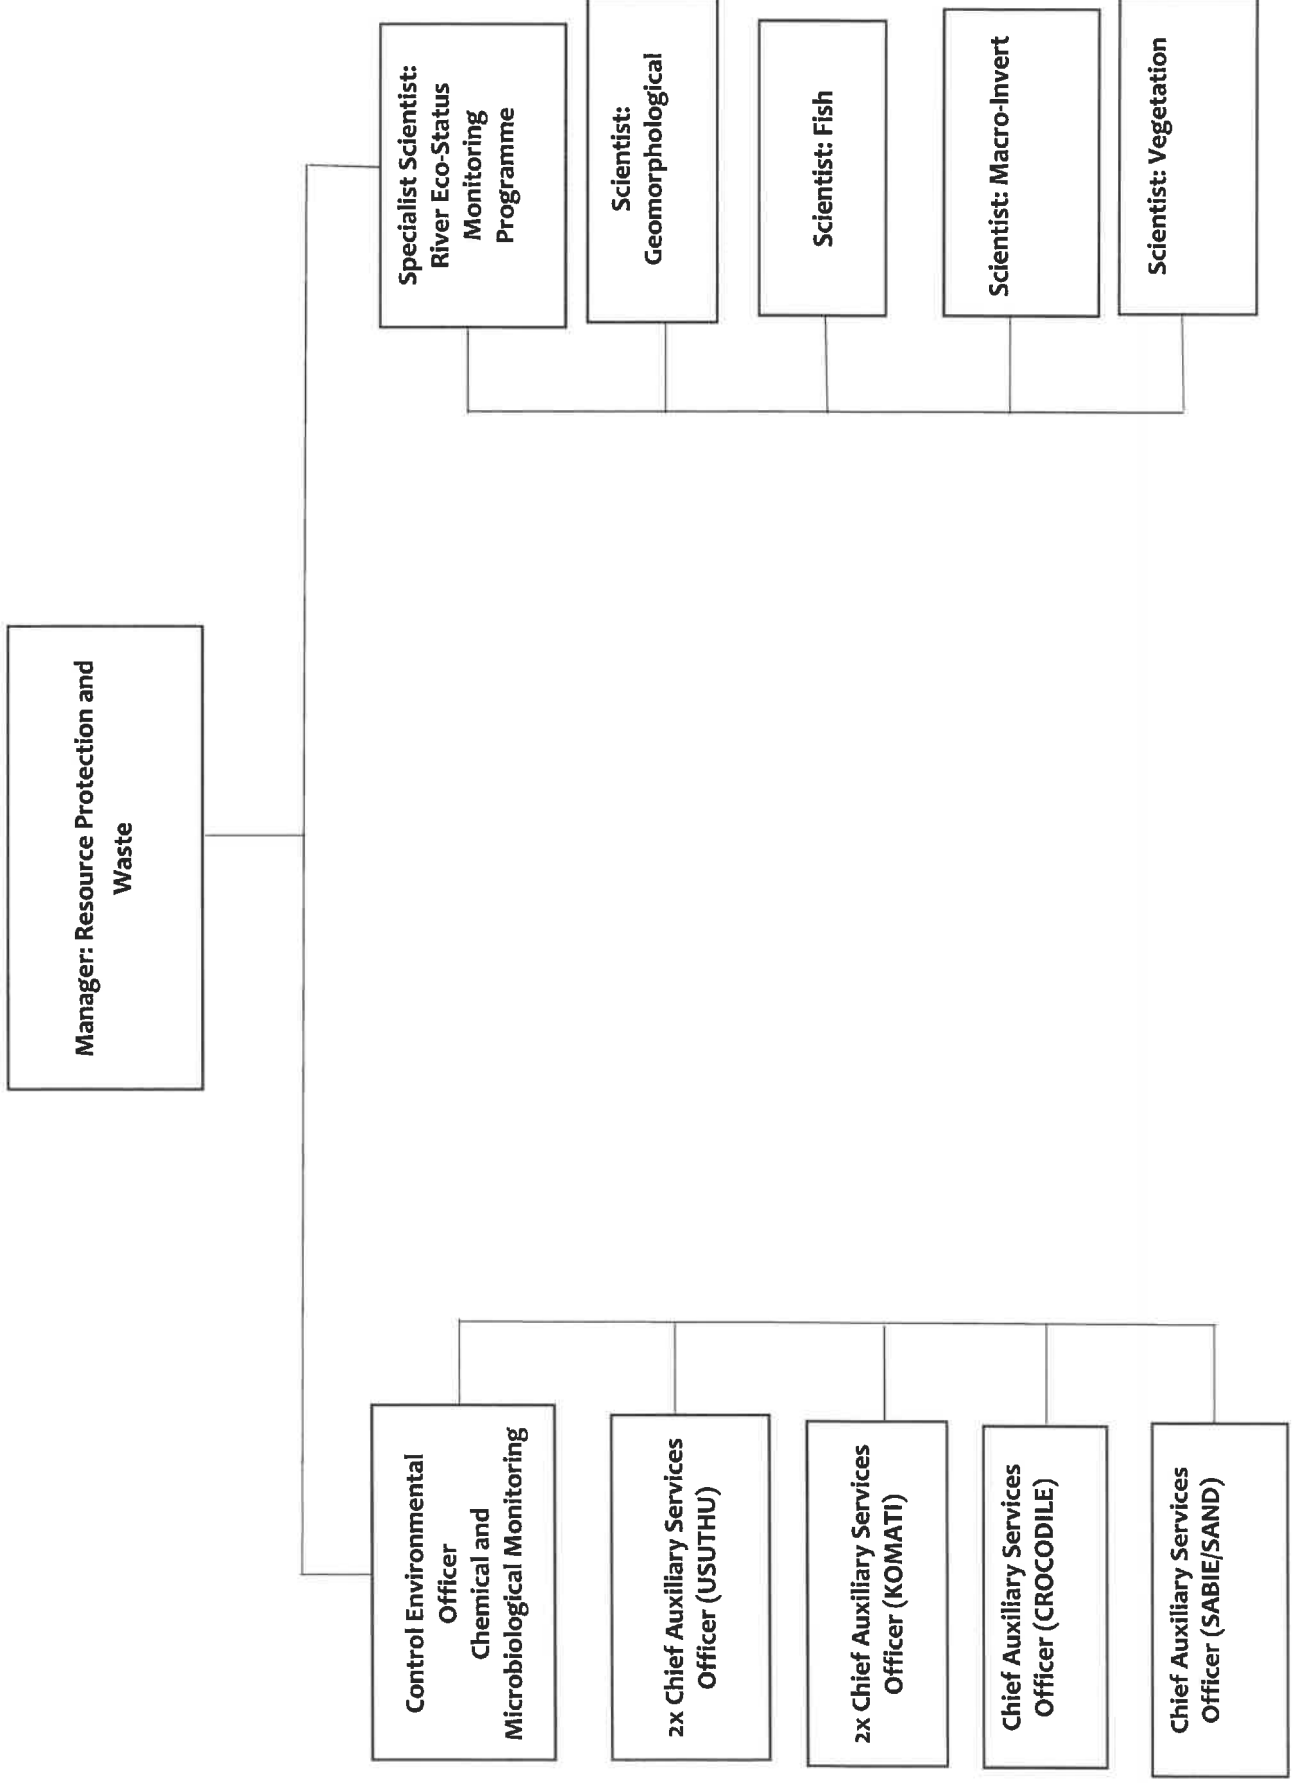 Manager: Resource Protection and
Waste
Control Environmental
Officer
Chemical and
Microbiological Monitoring
2x Chief Auxiliary Services
Officer (USUTHU)
2x Chief Auxiliary Services
Officer (KOMATI)
Chief Auxiliary Services
Officer (CROCODILE)
Chief Auxiliary Services
Officer (SABIE/SAND)
Specialist Scientist:
River Eco-Status
Monitoring
Programme
Scientist:
Geomorphological
Scientist: Fish
Scientist: Macro-Invert
Scientist: Vegetation